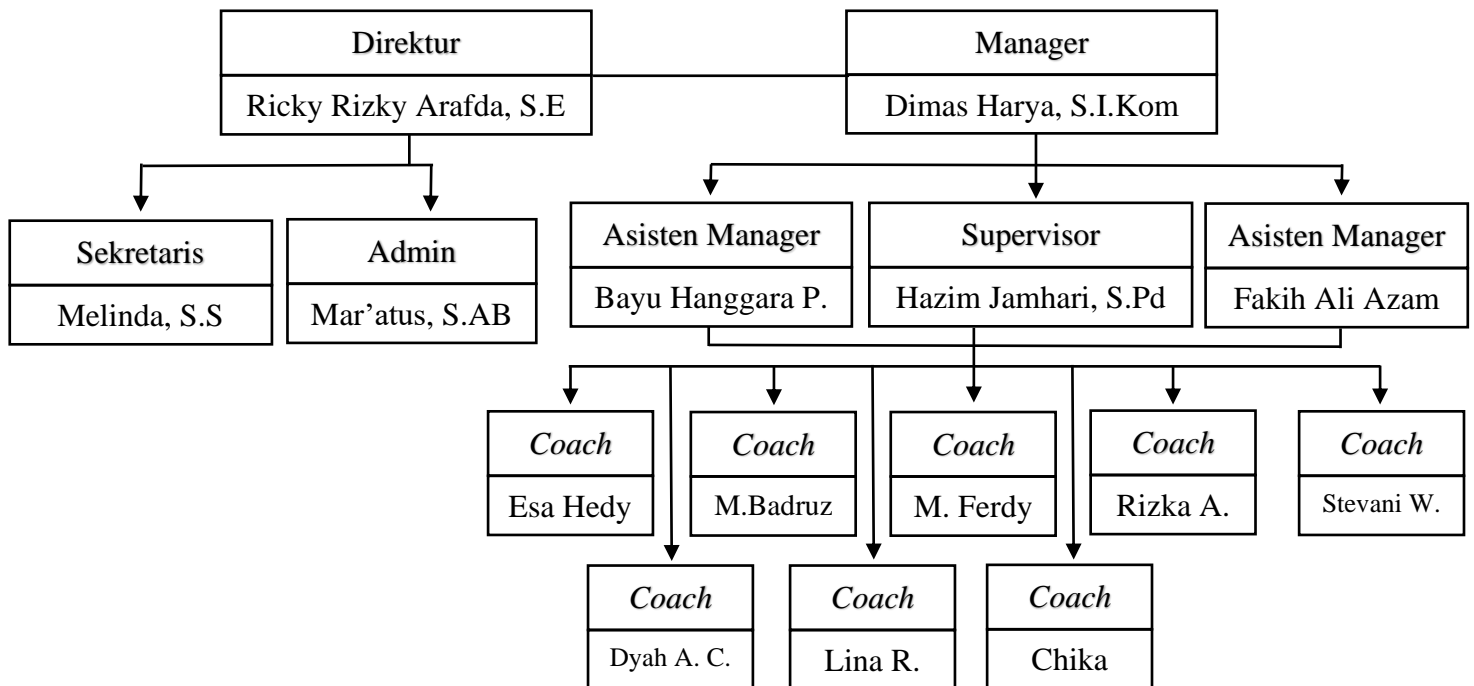 Direktur
Ricky Rizky Arafda, S.E
Manager
Dimas Harya, S.I.Kom
Sekretaris
Melinda, S.S
Admin
Mar’atus, S.AB
Asisten Manager
Bayu Hanggara P.
Supervisor
Hazim Jamhari, S.Pd
Asisten Manager
Fakih Ali Azam
Coach
Esa Hedy
Coach
M.Badruz
Coach
M. Ferdy
Coach
Rizka A.
Coach
Stevani W.
Coach
Dyah A. C.
Coach
Lina R.
Coach
Chika